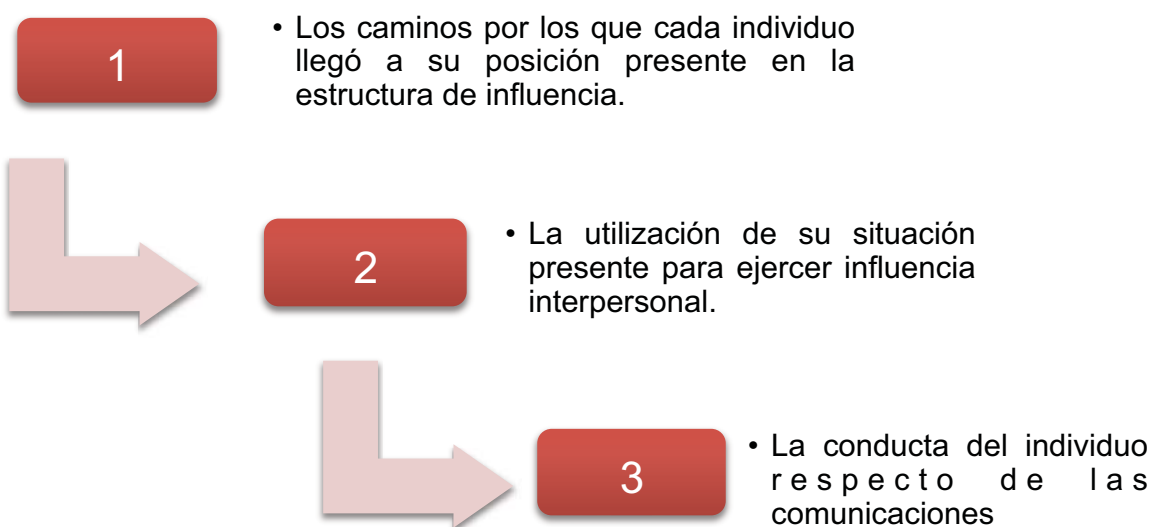 1
• Los caminos por los que cada individuo
llegó a su posición presente en la
estructura de influencia.
2
• La utilización de su situación
presente para ejercer influencia
interpersonal.
3
• La conducta del individuo
respecto de las
comunicaciones